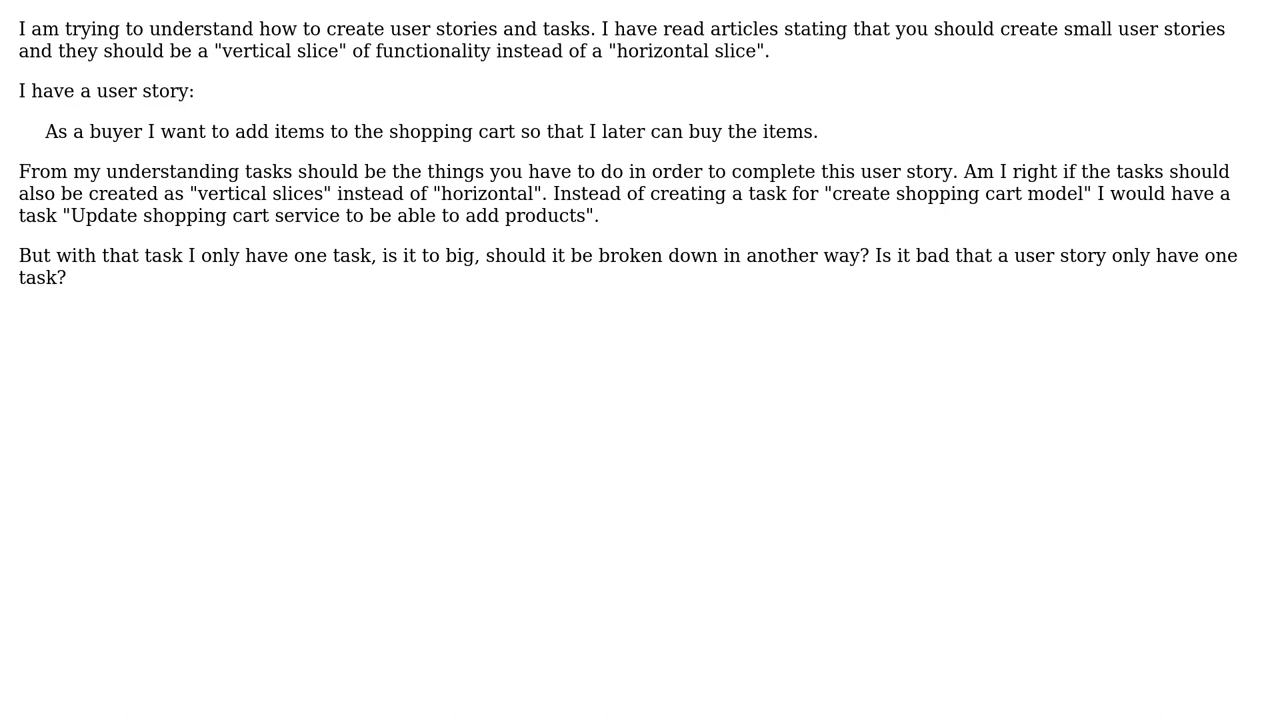 I am trying to understand how to create user stories and tasks. I have read articles stating that you should create small user stories
and they should be a "vertical slice" of functionality instead of a "horizontal slice".
I have a user story:
As a buyer I want to add items to the shopping cart so that I later can buy the items.
From my understanding tasks should be the things you have to do in order to complete this user story. Am I right if the tasks should
also be created as "vertical slices" instead of "horizontal". Instead of creating a task for "create shopping cart model" I would have a
task "Update shopping cart service to be able to add products".
But with that task I only have one task, is it to big, should it be broken down in another way? Is it bad that a user story only have one
task?